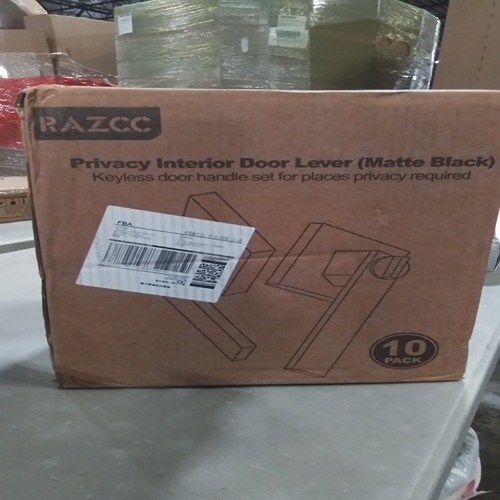 RAZCC
Privacy Interior Door Lever (Matte Black)
Keyless door handle set for places privacy required
FBA
10
PACK